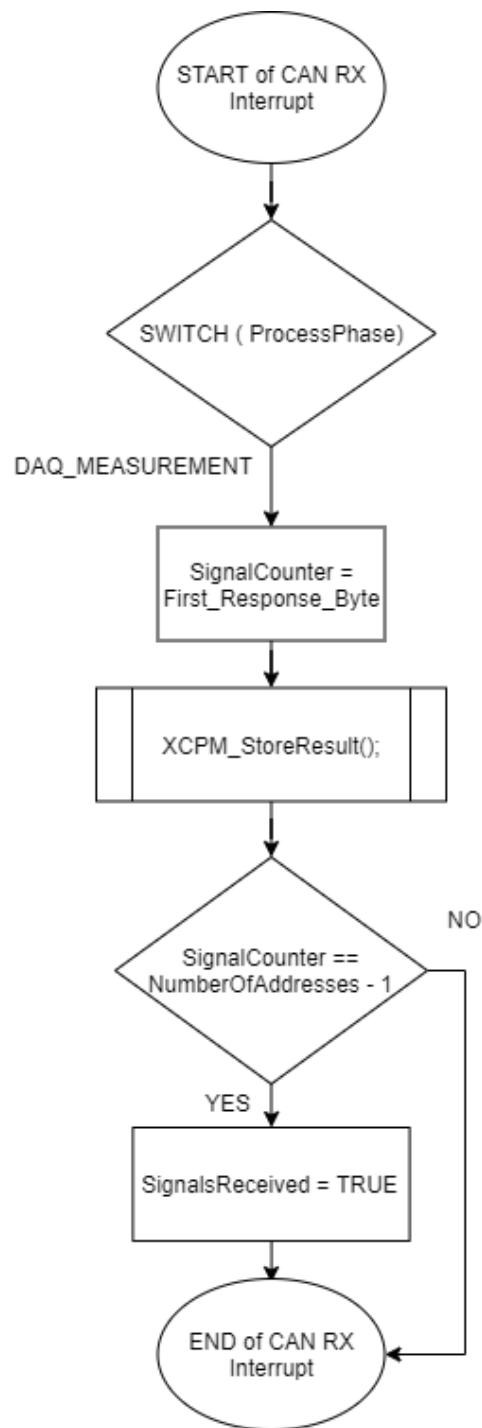 START of CAN RX
Interrupt
SWITCH ( ProcessPhase)
DAQ_MEASUREMENT
SignalCounter =
First_Response_Byte
XCPM_StoreResult();
SignalCounter ==
NumberOfAddresses - 1
NO
YES
SignalsReceived = TRUE
END of CAN RX
Interrupt